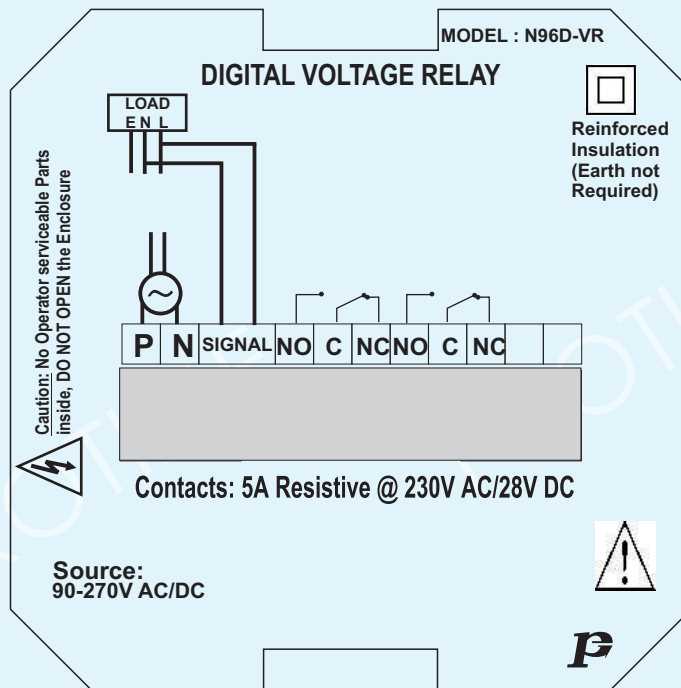 MODEL : N96D-VR
DIGITAL VOLTAGE RELAY
LOAD
E N L
Reinforced
Insulation
(Earth not
Required)
Caution: No Operator serviceable Parts
inside, DO NOT OPEN the Enclosure
P N SIGNAL NO C NC NO C NC
Contacts: 5A Resistive @ 230V AC/28V DC
Source:
90-270V AC/DC